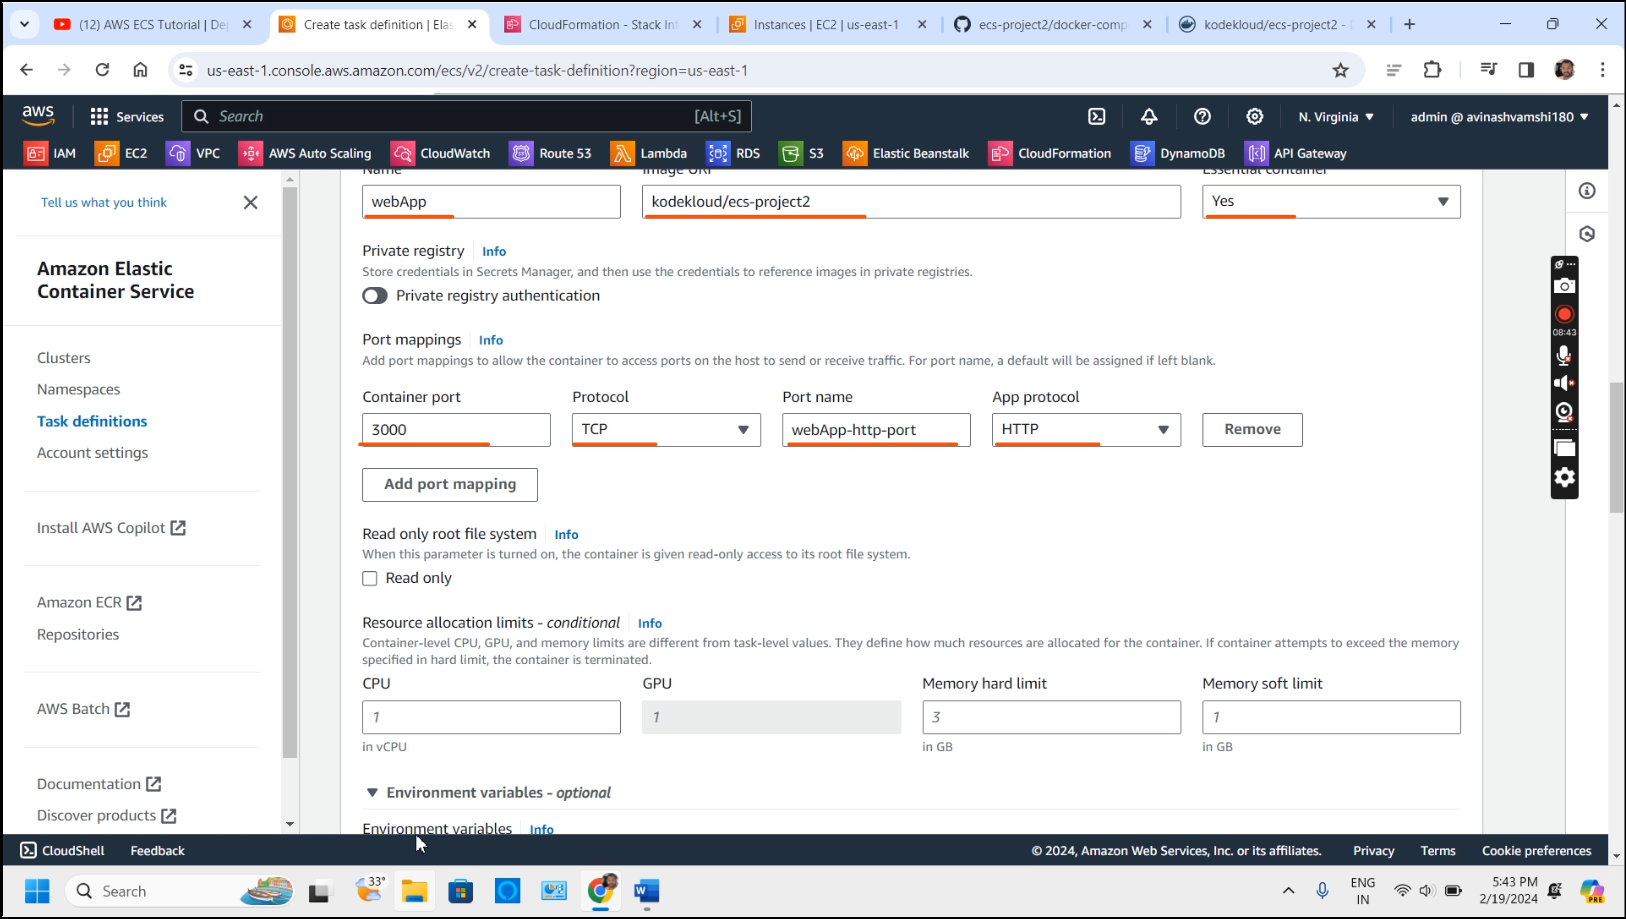 (12) AWS ECS Tutorial | De
Create task definition | Elas
CloudFormation - Stack Inf
Instances | EC2 | us-east-1
ecs-project2/docker-comp
kodekloud/ecs-project2 -
us-east-1.console.aws.amazon.com/ecs/v2/create-task-definition?region=us-east-1
aws
Services
Search
[Alt+S]
N. Virginia
admin @ avinashvamshi180
IAM
EC2
VPC
AWS Auto Scaling
CloudWatch
Route 53
Lambda
RDS
S3
Elastic Beanstalk
CloudFormation
DynamoDB
API Gateway
Tell us what you think
Amazon Elastic
Container Service
Clusters
Namespaces
Task definitions
Account settings
Install AWS Copilot
Amazon ECR
Repositories
AWS Batch
Documentation
Discover products
Name
Image URI
Essential container
webApp
kodekloud/ecs-project2
Yes
Private registry
Info
Store credentials in Secrets Manager, and then use the credentials to reference images in private registries.
Private registry authentication
Port mappings
Info
Add port mappings to allow the container to access ports on the host to send or receive traffic. For port name, a default will be assigned if left blank.
Container port
Protocol
Port name
App protocol
3000
TCP
webApp-http-port
HTTP
Remove
Add port mapping
Read only root file system
Info
When this parameter is turned on, the container is given read-only access to its root file system.
Read only
Resource allocation limits - conditional
Info
Container-level CPU, GPU, and memory limits are different from task-level values. They define how much resources are allocated for the container. If container attempts to exceed the memory
specified in hard limit, the container is terminated.
CPU
GPU
Memory hard limit
Memory soft limit
1
1
3
1
in vCPU
in GB
in GB
Environment variables - optional
Environment variables
Info
08:43
CloudShell
Feedback
© 2024, Amazon Web Services, Inc. or its affiliates.
Privacy
Terms
Cookie preferences
Search
33°
ENG
IN
5:43 PM
2/19/2024
PRE